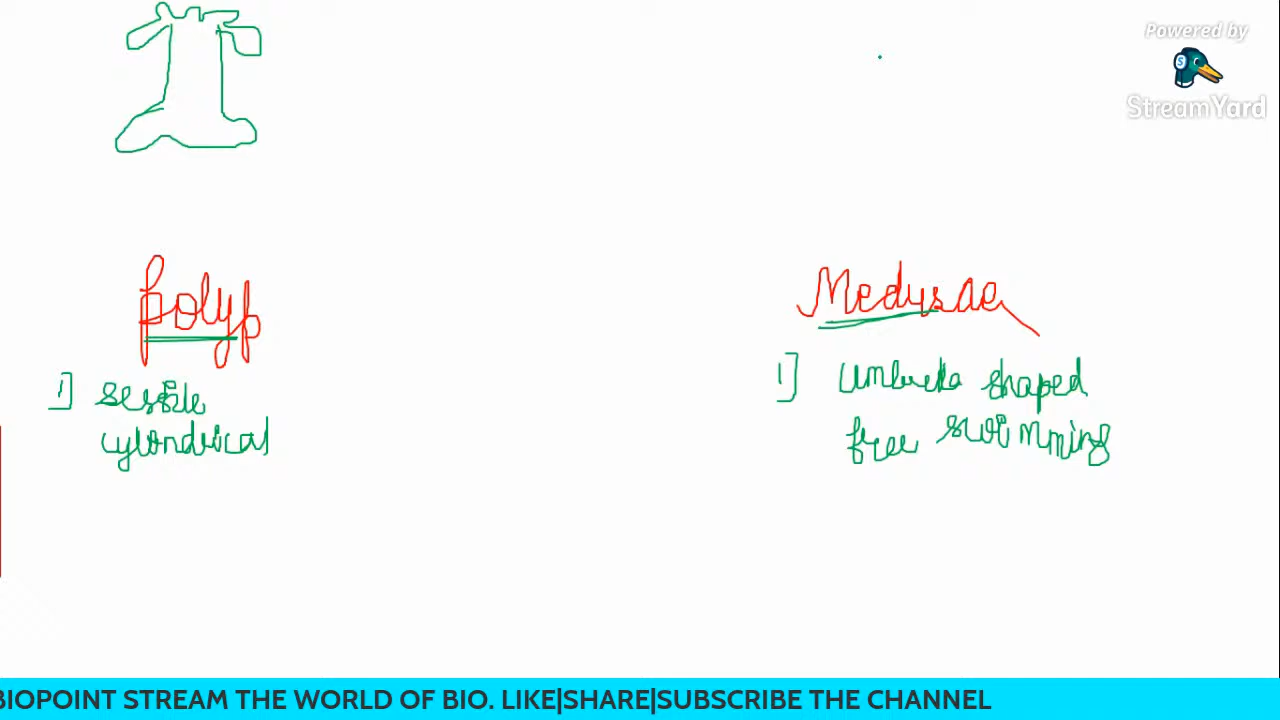 Powered by
StreamYard
polyp
Medusae
1] sessile
cylindrical
1] umbrella shaped
free swimming
BIOPOINT STREAM THE WORLD OF BIO. LIKE|SHARE|SUBSCRIBE THE CHANNEL